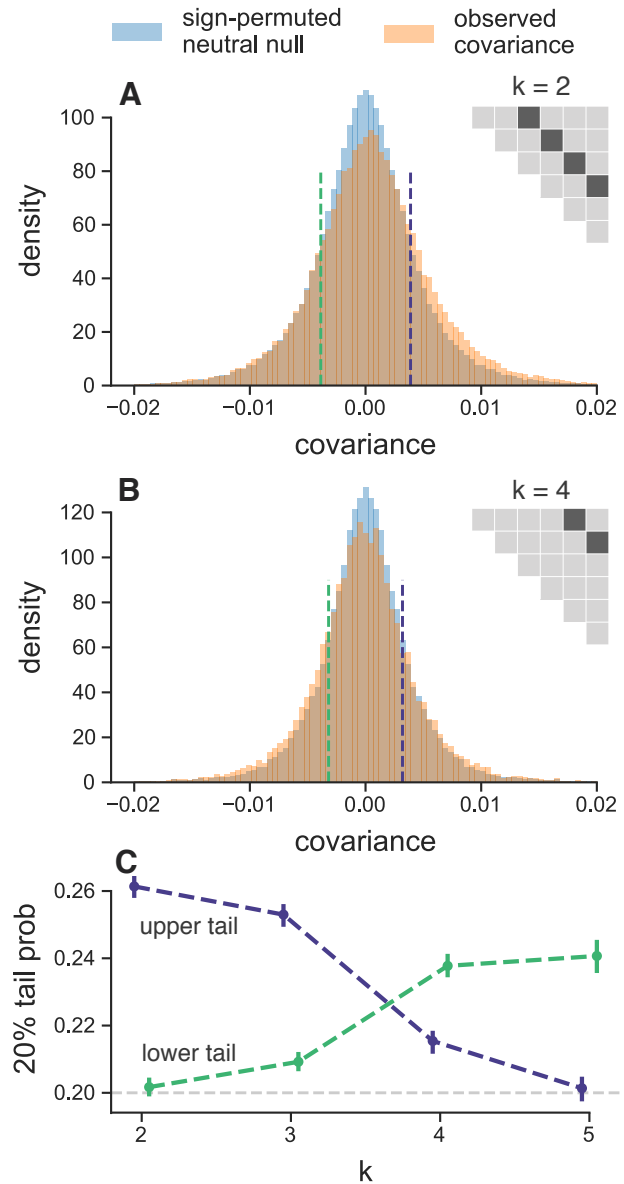 sign-permuted
neutral null
observed
covariance
A
k = 2
density
100
80
60
40
20
0
−0.02
−0.01
0.00
0.01
0.02
covariance
B
k = 4
density
120
100
80
60
40
20
0
−0.02
−0.01
0.00
0.01
0.02
covariance
C
20% tail prob
0.26
0.24
0.22
0.20
upper tail
lower tail
2
3
4
5
k